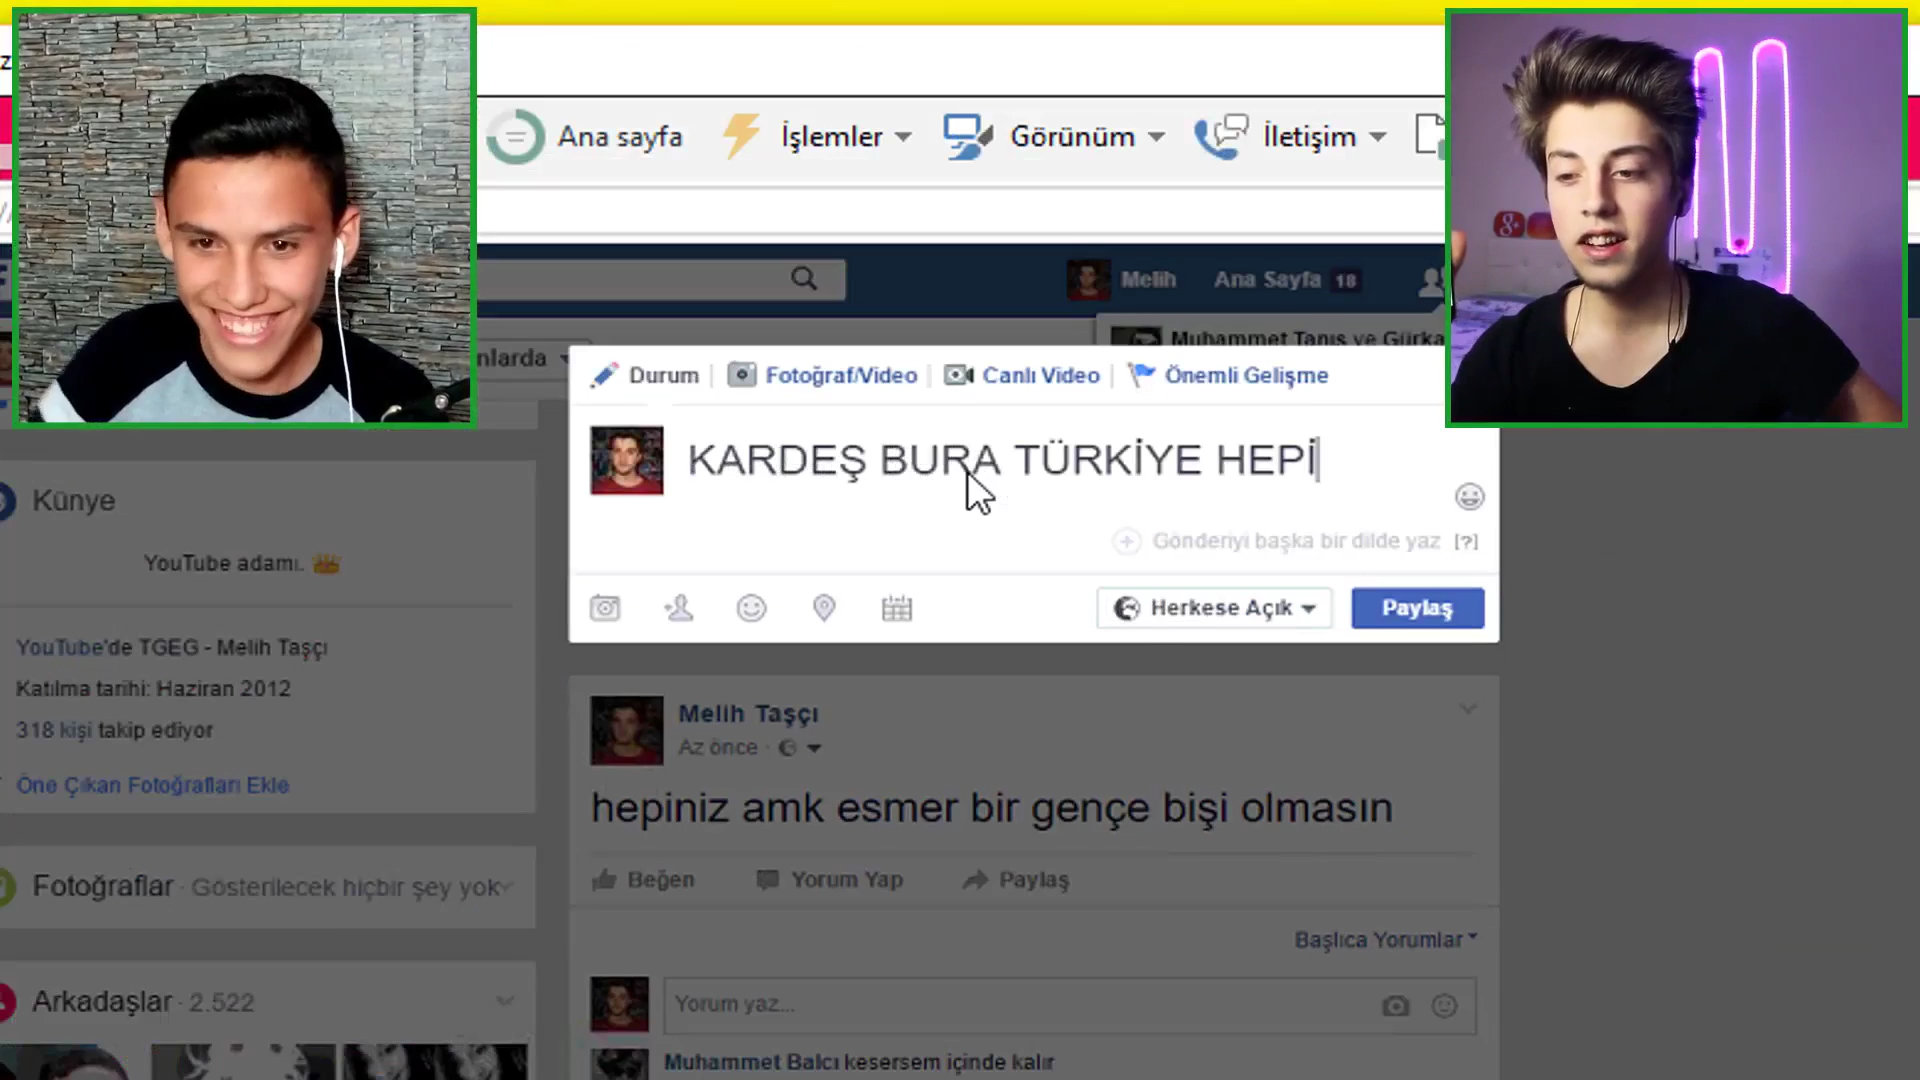 Ana sayfa
İşlemler
Görünüm
İletişim
Melih
Ana Sayfa 18
nlarda
Muhammet Tanış ve Gürka
Durum
Fotoğraf/Video
Canlı Video
Önemli Gelişme
KARDEŞ BURA TÜRKİYE HEPİ
Gönderiyi başka bir dilde yaz [?]
Herkese Açık
Paylaş
Künye
YouTube adamı.
YouTube'de TGEG - Melih Taşçı
Katılma tarihi: Haziran 2012
318 kişi takip ediyor
Öne Çıkan Fotoğrafları Ekle
Fotoğraflar · Gösterilecek hiçbir şey yok
Arkadaşlar · 2.522
Melih Taşçı
Az önce ·
hepiniz amk esmer bir gençe bişi olmasın
Beğen
Yorum Yap
Paylaş
Başlıca Yorumlar
Yorum yaz...
Muhammet Balcı kesersem içinde kalır